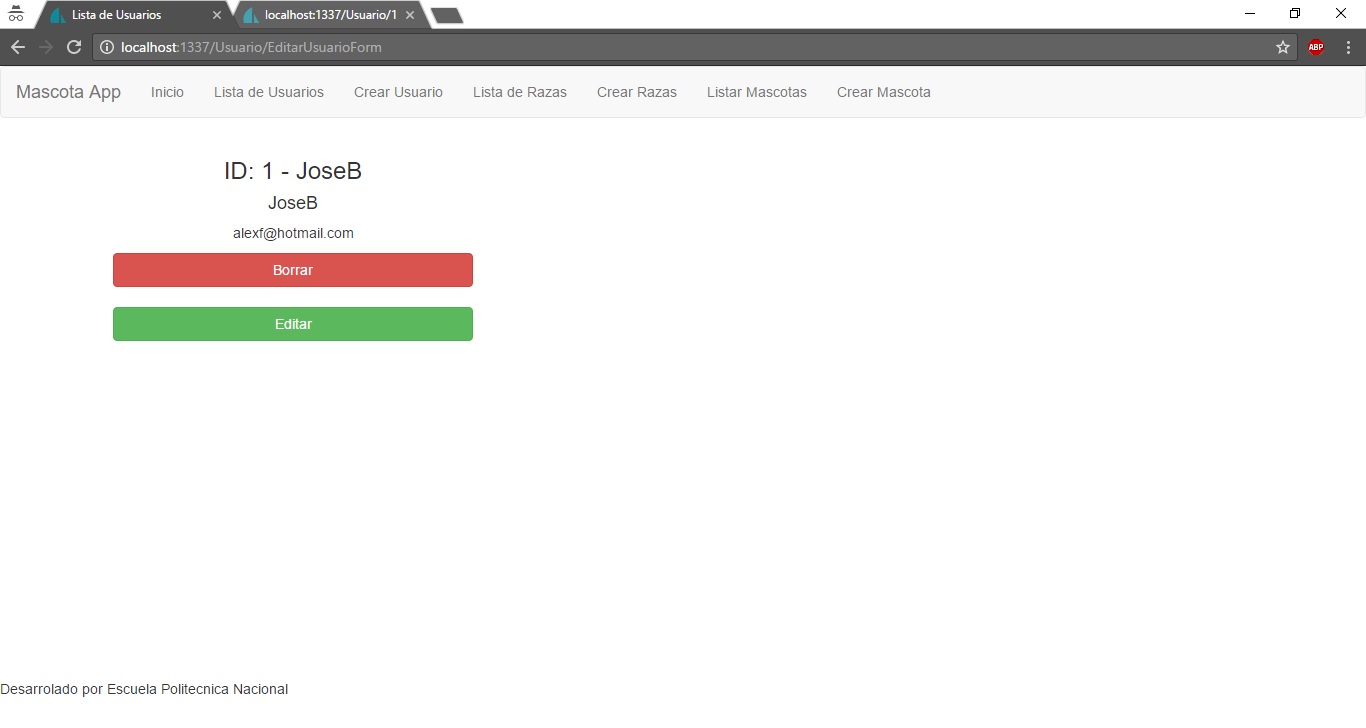 Lista de Usuarios
localhost:1337/Usuario/1
localhost:1337/Usuario/EditarUsuarioForm
ABP
Mascota App Inicio Lista de Usuarios Crear Usuario Lista de Razas Crear Razas Listar Mascotas Crear Mascota
ID: 1 - JoseB
JoseB
alexf@hotmail.com
Borrar
Editar
Desarrolado por Escuela Politecnica Nacional